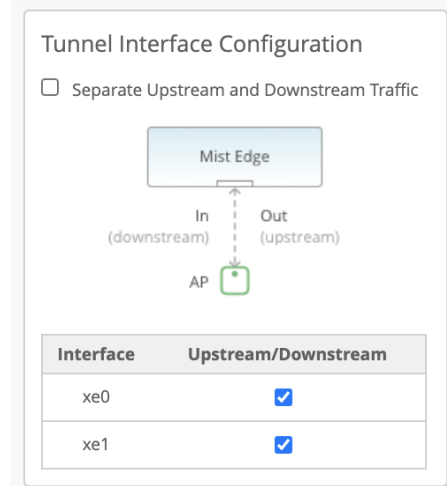 Tunnel Interface Configuration
Separate Upstream and Downstream Traffic
Mist Edge
In Out
(downstream) (upstream)
AP
Interface Upstream/Downstream
xe0
xe1